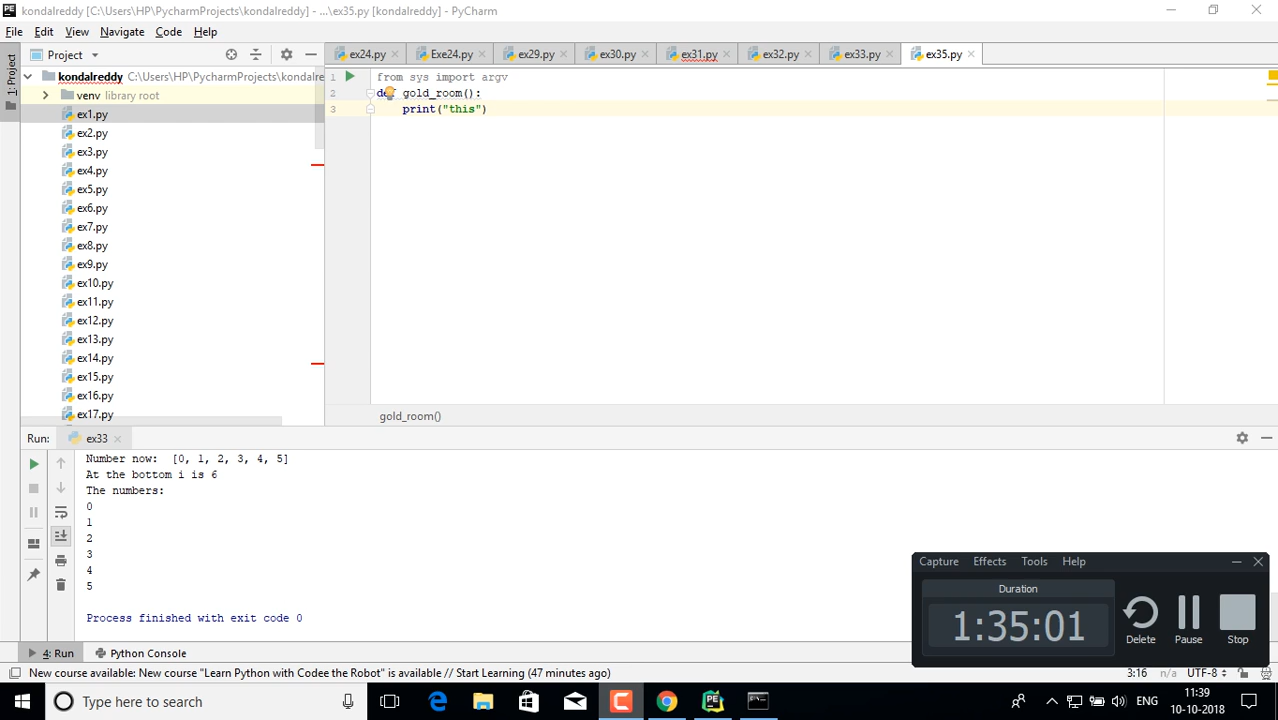 kondalreddy [C:\Users\HP\PycharmProjects\kondalreddy] - ...\ex35.py [kondalreddy] - PyCharm
File Edit View Navigate Code Refactor Run Tools VCS Window Help
1: Project
Project
ex24.py Exe24.py ex29.py ex30.py ex31.py ex32.py ex33.py ex35.py
kondalreddy C:\Users\HP\PycharmProjects\kondalre
venv library root
ex1.py
ex2.py
ex3.py
ex4.py
ex5.py
ex6.py
ex7.py
ex8.py
ex9.py
ex10.py
ex11.py
ex12.py
ex13.py
ex14.py
ex15.py
ex16.py
ex17.py
1 from sys import argv
2 def gold_room():
3 print("this")
gold_room()
Run: ex33
Number now:  [0, 1, 2, 3, 4, 5]
At the bottom i is 6
The numbers:
0
1
2
3
4
5
Process finished with exit code 0
Capture Effects Tools Help
Duration
1:35:01
Delete Pause Stop
4: Run Python Console
New course available: New course "Learn Python with Codee the Robot" is available // Start Learning (47 minutes ago)
3:16 UTF-8
Type here to search
ENG
11:39
10-10-2018